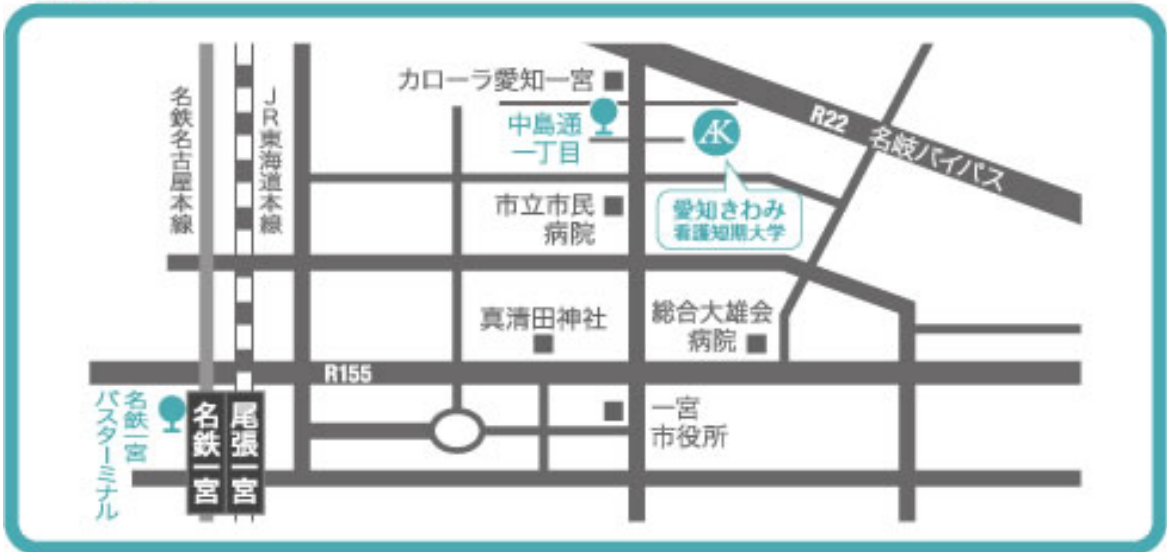 カローラ愛知一宮
R22 名岐バイパス
名鉄名古屋本線
JR東海道本線
中島通
一丁目
AK
愛知きわみ
看護短期大学
市立市民
病院
真清田神社
総合大雄会
病院
R155
名鉄一宮
バスターミナル
名鉄一宮
尾張一宮
一宮
市役所